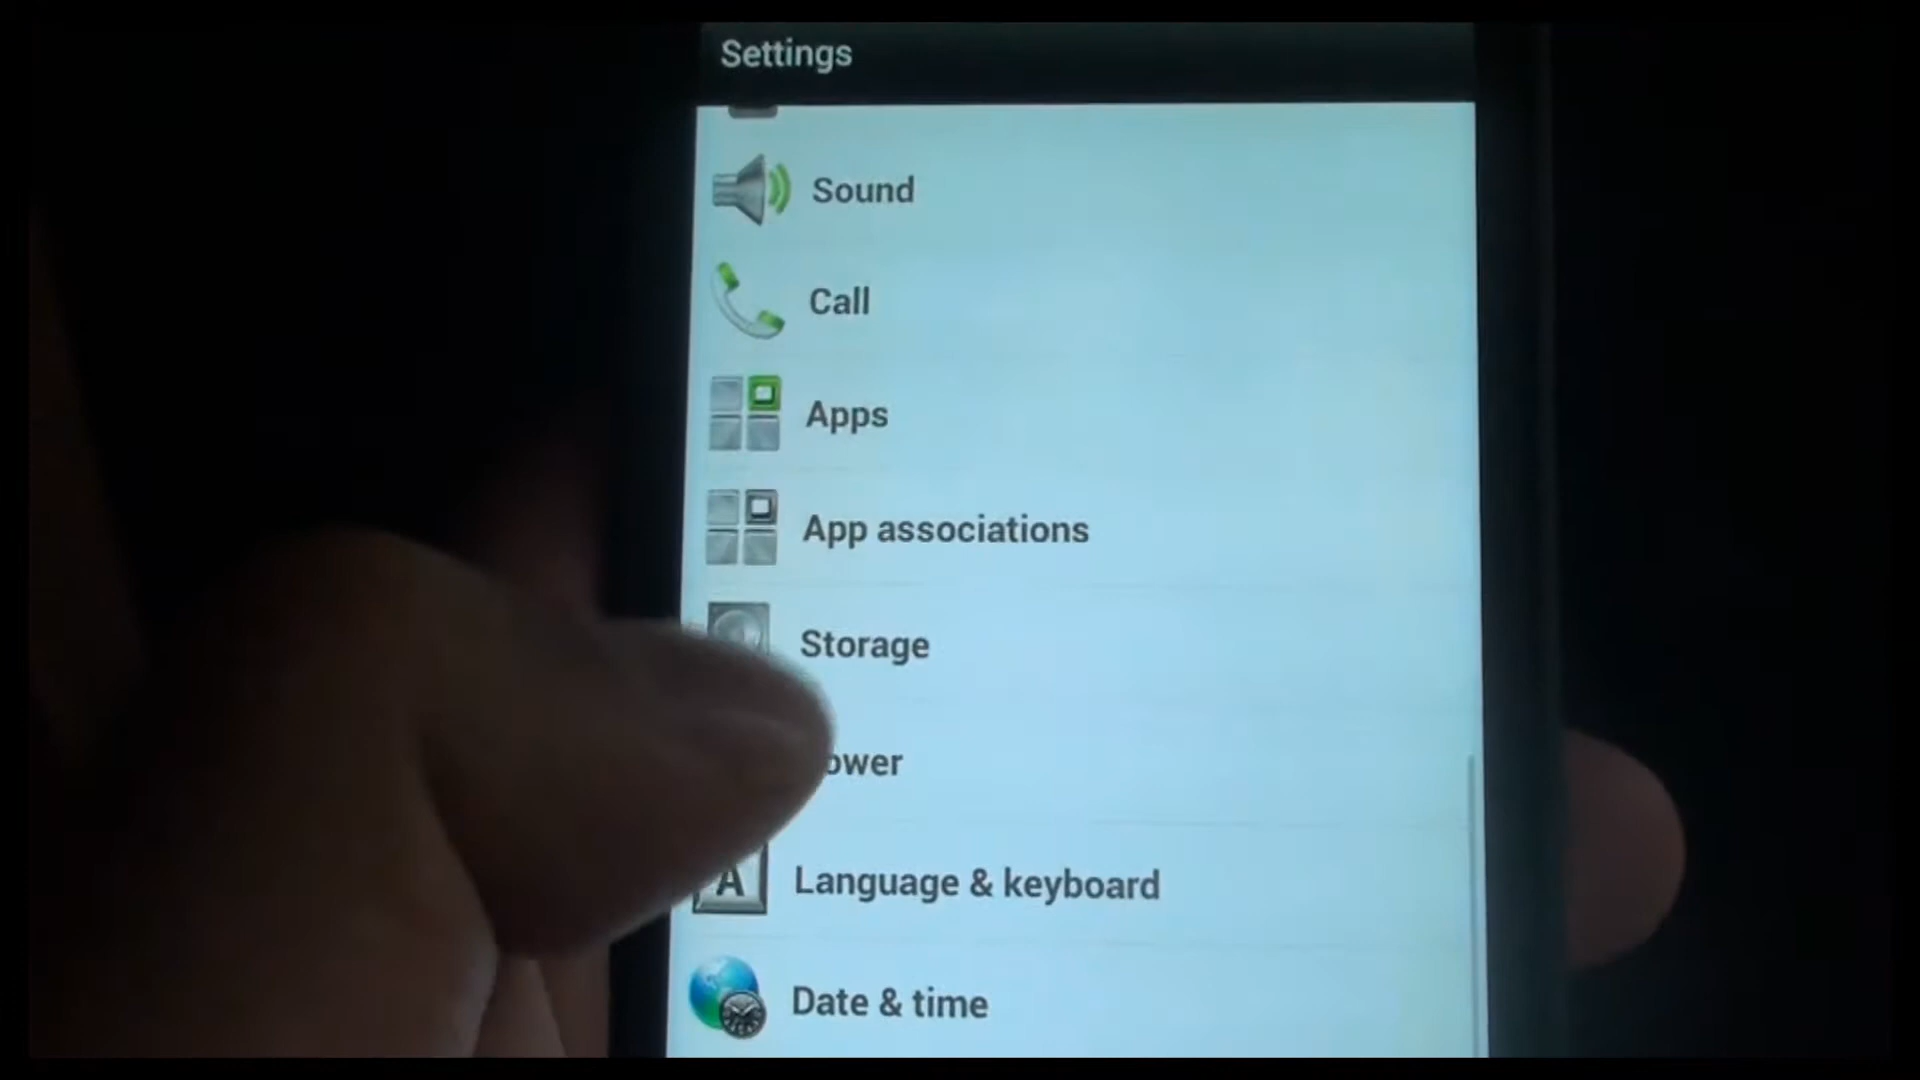 Settings
Sound
Call
Apps
App associations
Storage
ower
A
Language & keyboard
Date & time